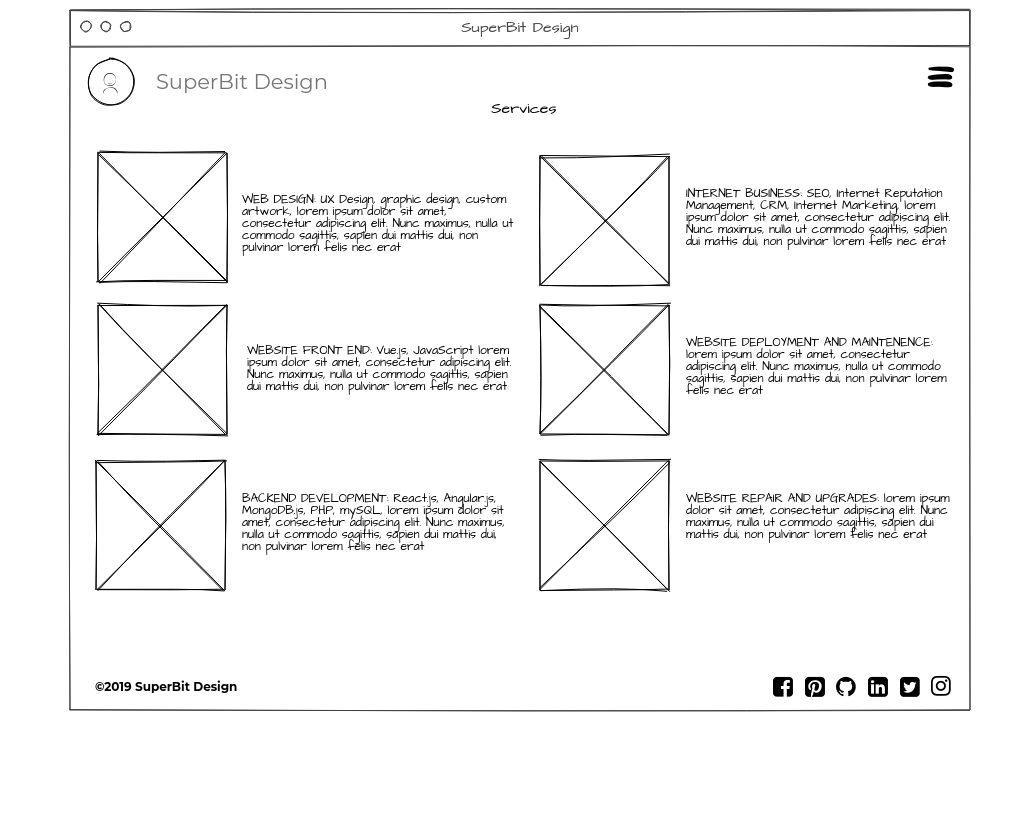 SuperBit Design
SuperBit Design
Services
WEB DESIGN: UX Design, graphic design, custom
artwork, lorem ipsum dolor sit amet,
consectetur adipiscing elit. Nunc maximus, nulla ut
commodo sagittis, sapien dui mattis dui, non
pulvinar lorem felis nec erat
INTERNET BUSINESS: SEO, Internet Reputation
Management, CRM, Internet Marketing, lorem
ipsum dolor sit amet, consectetur adipiscing elit.
Nunc maximus, nulla ut commodo sagittis, sapien
dui mattis dui, non pulvinar lorem felis nec erat
WEBSITE FRONT END: Vue.js, JavaScript lorem
ipsum dolor sit amet, consectetur adipiscing elit.
Nunc maximus, nulla ut commodo sagittis, sapien
dui mattis dui, non pulvinar lorem felis nec erat
WEBSITE DEPLOYMENT AND MAINTENENCE:
lorem ipsum dolor sit amet, consectetur
adipiscing elit. Nunc maximus, nulla ut commodo
sagittis, sapien dui mattis dui, non pulvinar lorem
felis nec erat
BACKEND DEVELOPMENT: React.js, Angular.js,
MongoDB.js, PHP, mySQL, lorem ipsum dolor sit
amet, consectetur adipiscing elit. Nunc maximus,
nulla ut commodo sagittis, sapien dui mattis dui,
non pulvinar lorem felis nec erat
WEBSITE REPAIR AND UPGRADES: lorem ipsum
dolor sit amet, consectetur adipiscing elit. Nunc
maximus, nulla ut commodo sagittis, sapien dui
mattis dui, non pulvinar lorem felis nec erat
©2019 SuperBit Design